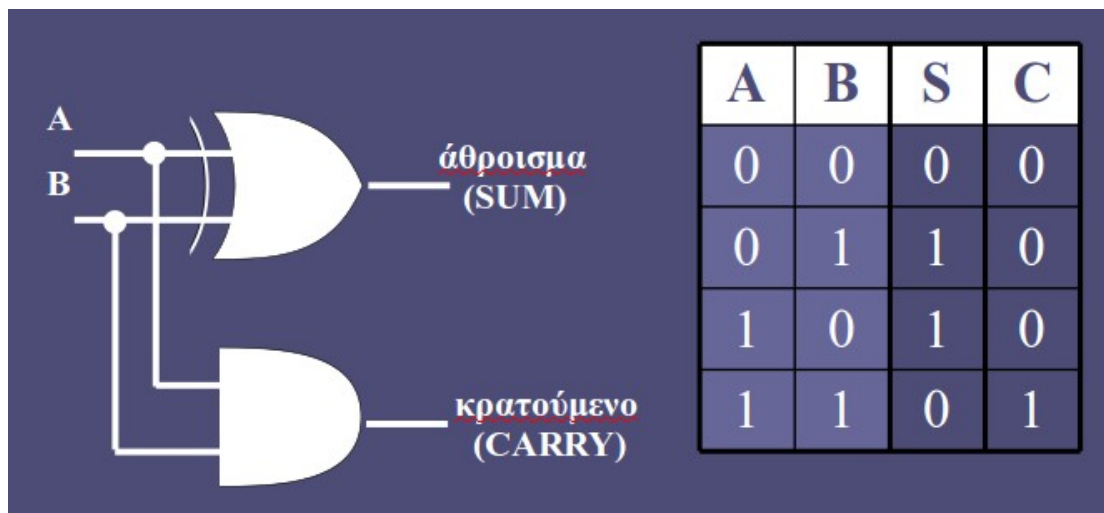 A
B
άθροισμα
(SUM)
κρατούμενο
(CARRY)
A B S C
0 0 0 0
0 1 1 0
1 0 1 0
1 1 0 1